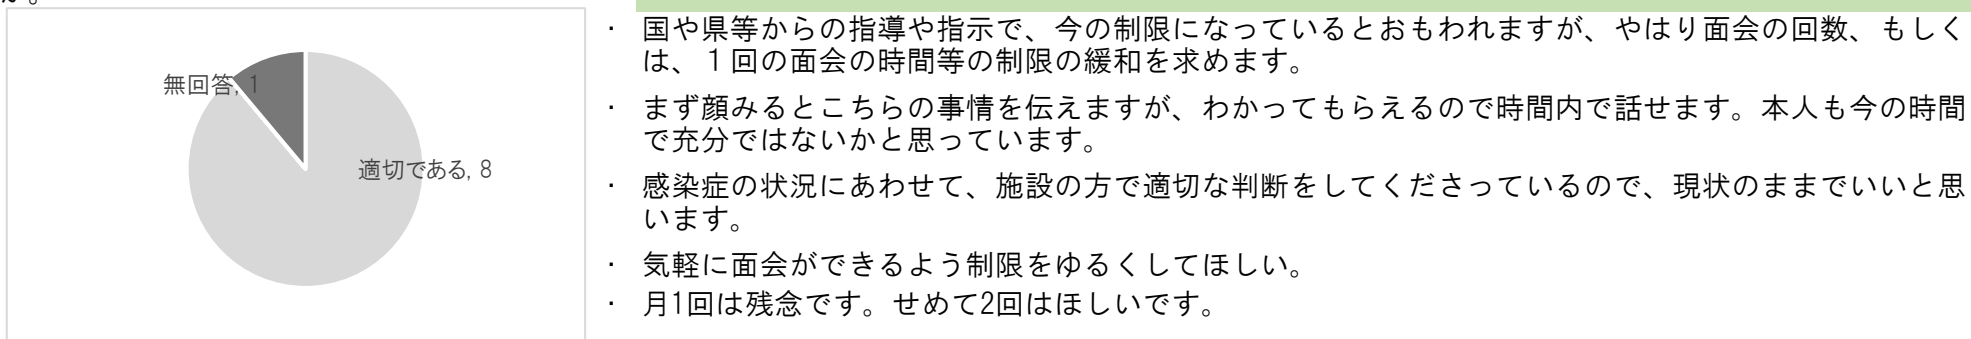 無回答, 1
適切である, 8
・ 国や県等からの指導や指示で、今の制限になっているとおもわれますが、やはり面会の回数、もしく
は、１回の面会の時間等の制限の緩和を求めます。
・ まず顔みるとこちらの事情を伝えますが、わかってもらえるので時間内で話せます。本人も今の時間
で充分ではないかと思っています。
・ 感染症の状況にあわせて、施設の方で適切な判断をしてくださっているので、現状のままでいいと思
います。
・ 気軽に面会ができるよう制限をゆるくしてほしい。
・ 月1回は残念です。せめて2回はほしいです。